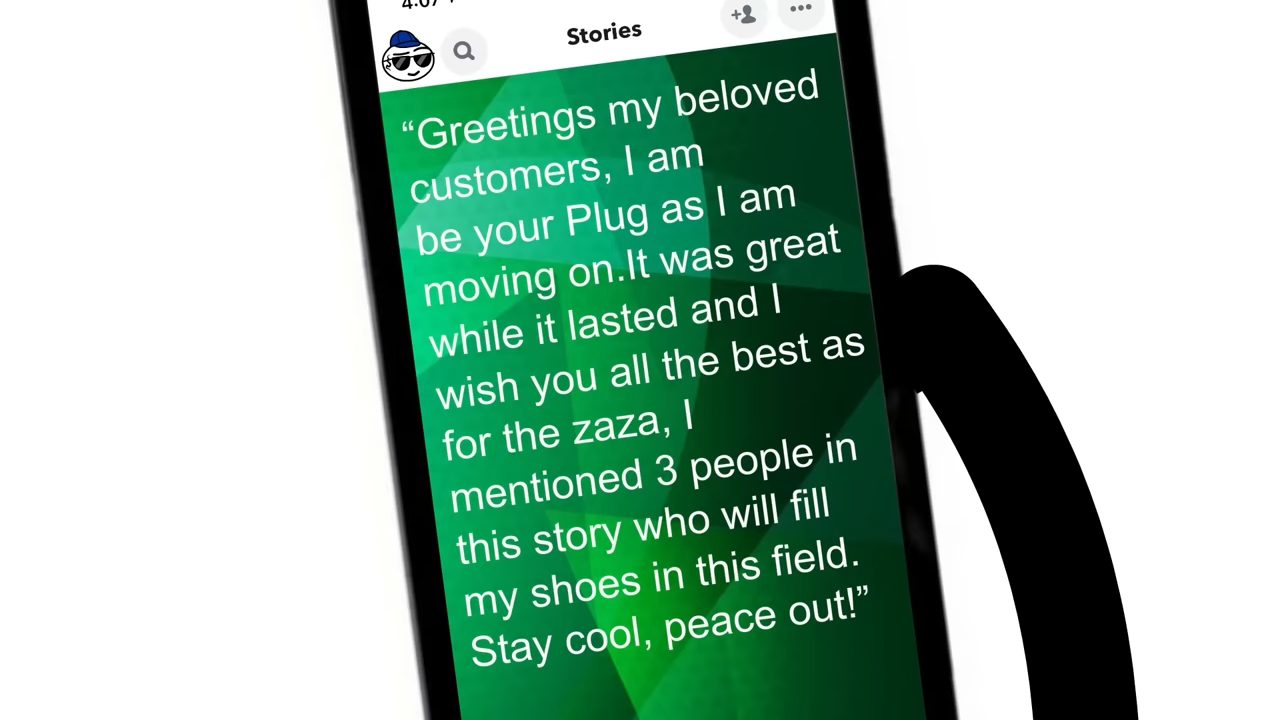 Stories
“Greetings my beloved
customers, I am
be your Plug as I am
moving on.It was great
while it lasted and I
wish you all the best as
for the zaza, I
mentioned 3 people in
this story who will fill
my shoes in this field.
Stay cool, peace out!”